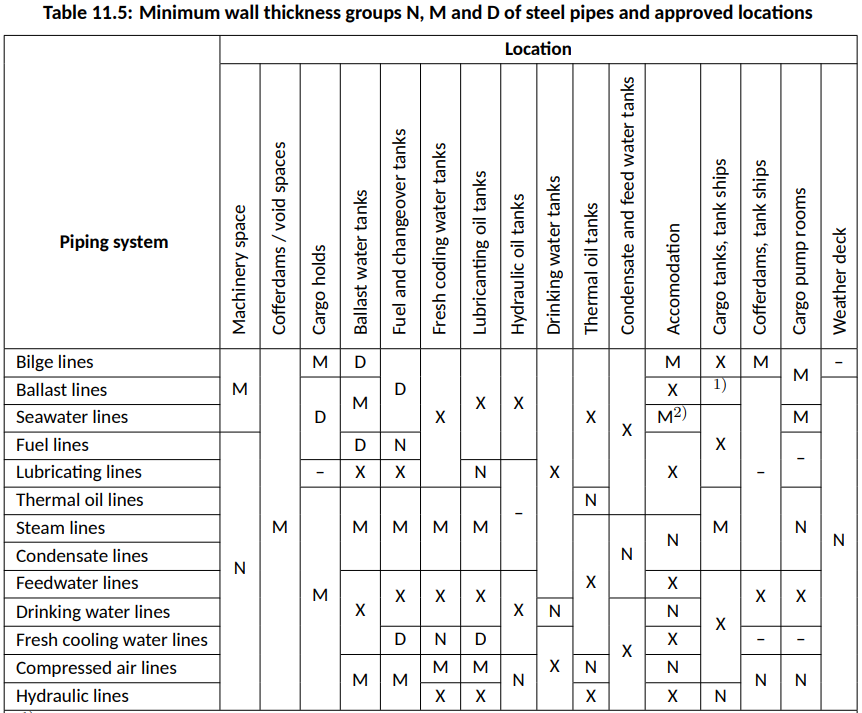 Table 11.5: Minimum wall thickness groups N, M and D of steel pipes and approved locations
Piping system
Location
Machinery space
Cofferdams / void spaces
Cargo holds
Ballast water tanks
Fuel and changeover tanks
Fresh coding water tanks
Lubricanting oil tanks
Hydraulic oil tanks
Drinking water tanks
Thermal oil tanks
Condensate and feed water tanks
Accomodation
Cargo tanks, tank ships
Cofferdams, tank ships
Cargo pump rooms
Weather deck
Bilge lines M D M X M –
M
Ballast lines M D X 1)
M X X
Seawater lines D X X M2) M
X
Fuel lines D N X
–
Lubricating lines – X X N X X –
Thermal oil lines N
–
Steam lines M M M M M M N
N
N
Condensate lines N
N
Feedwater lines M X X X X X
X X X
Drinking water lines X N N
X
Fresh cooling water lines D N D X X – –
Compressed air lines M M X N N
M M N N N
Hydraulic lines X X X X N